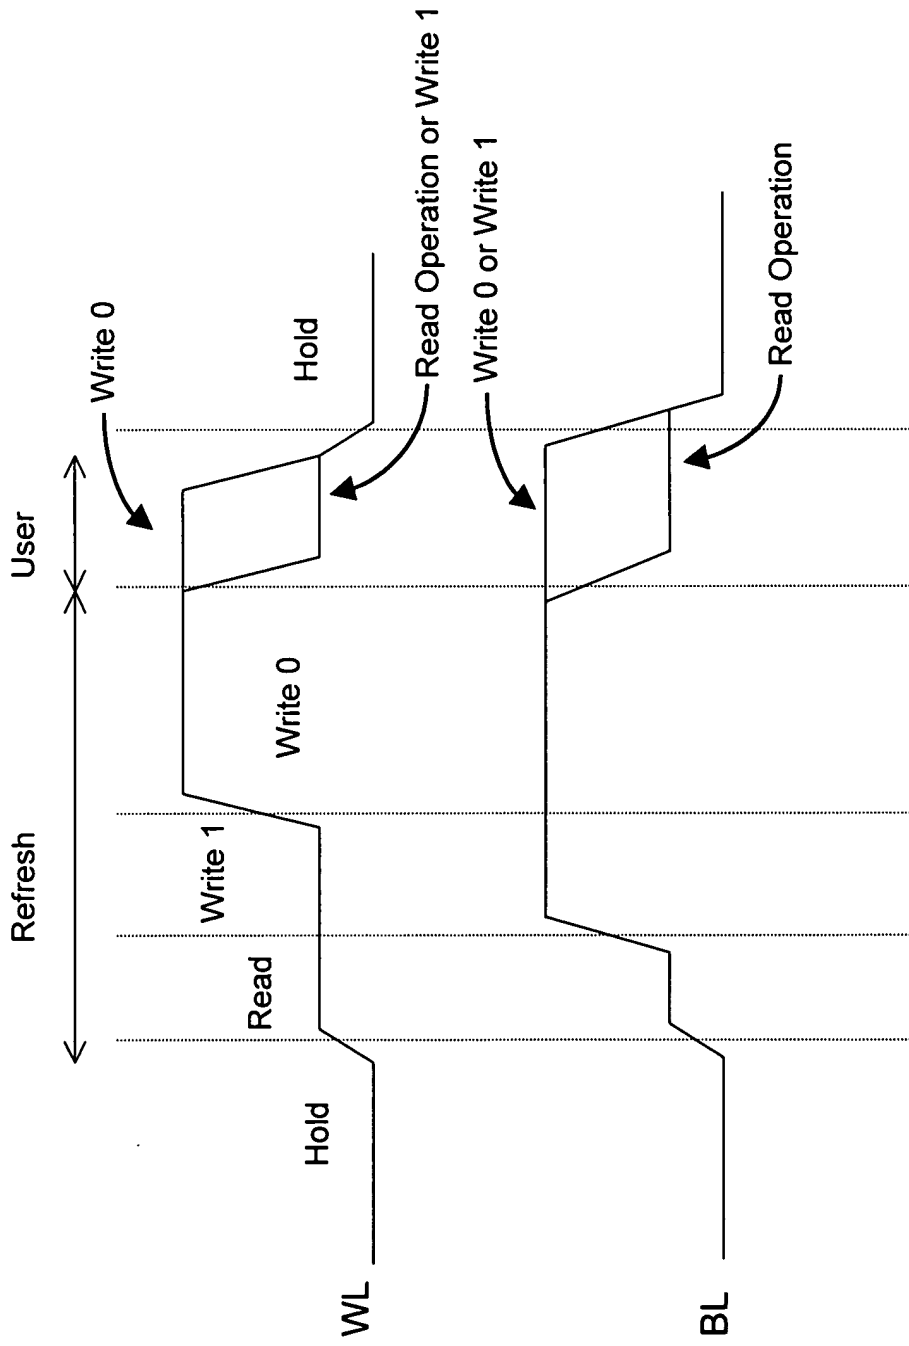 Refresh
User
Write 0
Hold
Read
Write 1
Write 0
Hold
Read Operation or Write 1
WL
Write 0 or Write 1
Read Operation
BL